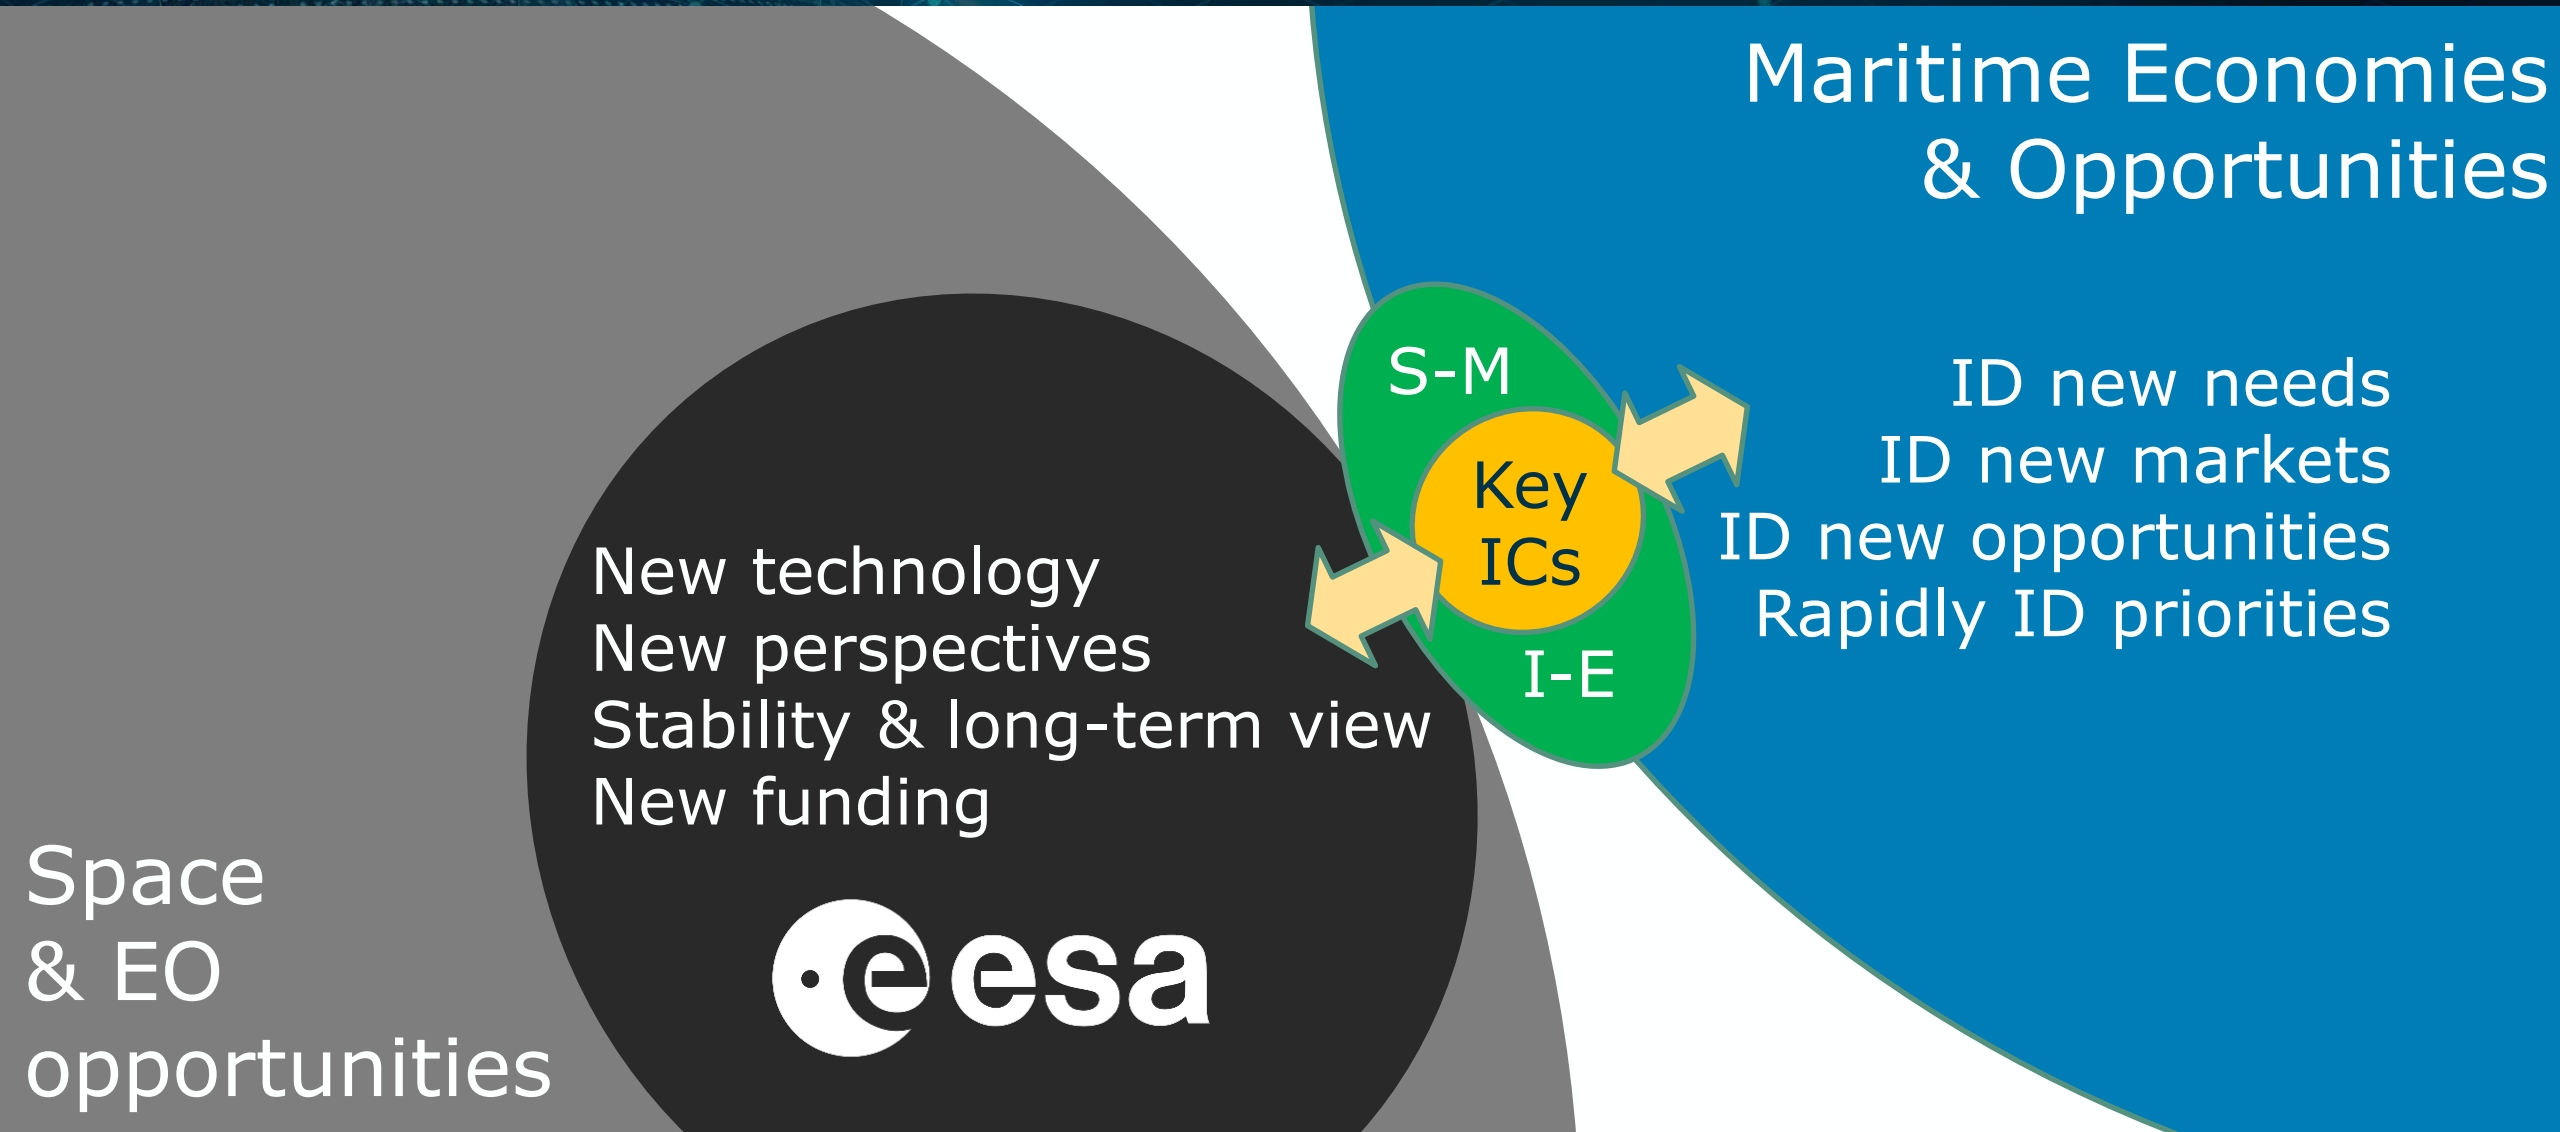 Maritime Economies
& Opportunities
S-M
Key
ICs
I-E
ID new needs
ID new markets
ID new opportunities
Rapidly ID priorities
New technology
New perspectives
Stability & long-term view
New funding
esa
Space
& EO
opportunities